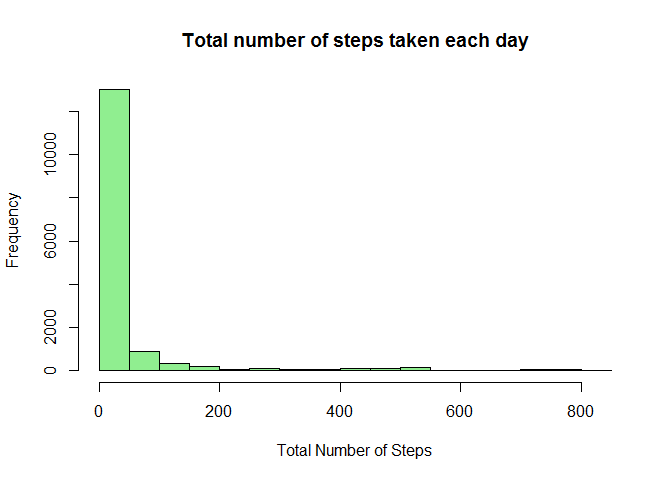 Total number of steps taken each day
Frequency
10000
6000
2000
0
0 200 400 600 800
Total Number of Steps